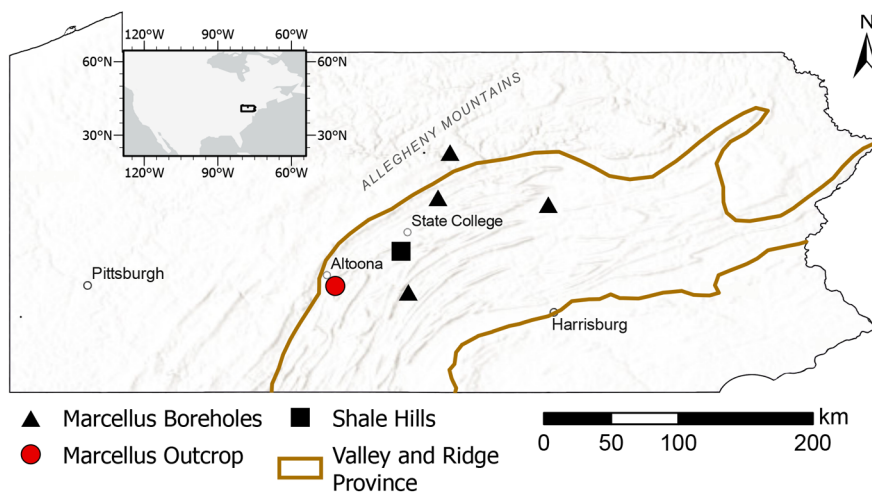 N
120°W 90°W 60°W
60°N 60°N
30°N 30°N
120°W 90°W 60°W
ALLEGHENY MOUNTAINS
State College
Altoona
Pittsburgh
Harrisburg
Marcellus Boreholes
Shale Hills
Marcellus Outcrop
Valley and Ridge
Province
km
0 50 100 200